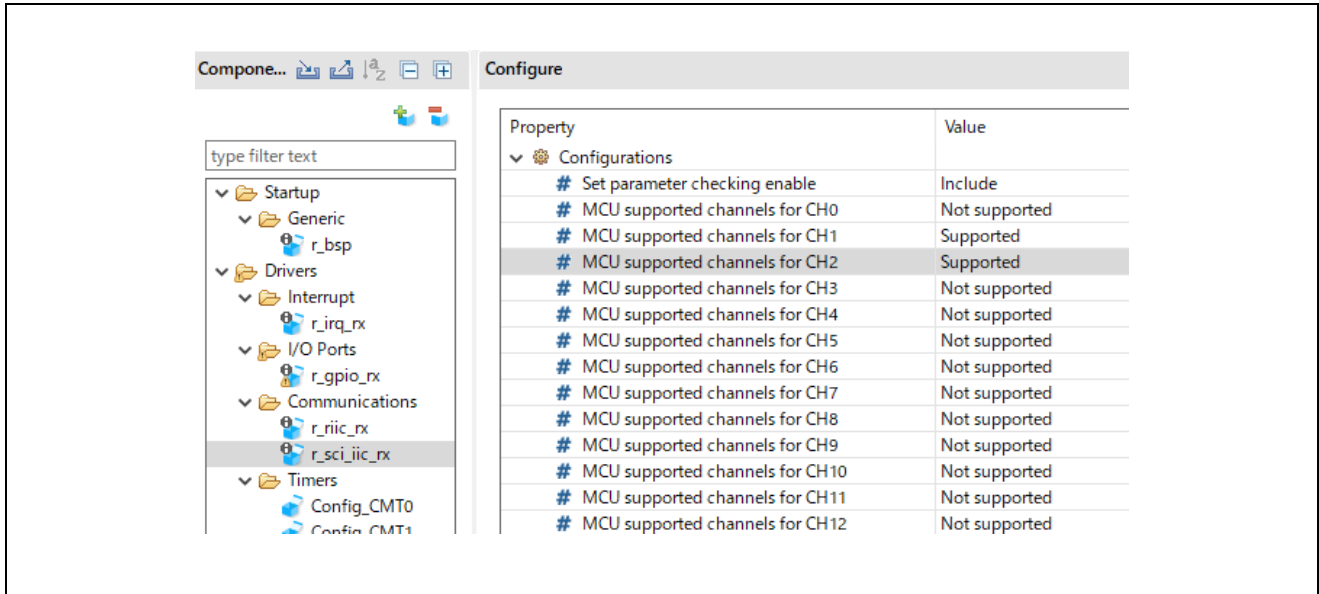 Compone...
Configure
type filter text
Startup
Generic
r_bsp
Drivers
Interrupt
r_irq_rx
I/O Ports
r_gpio_rx
Communications
r_riic_rx
r_sci_iic_rx
Timers
Config_CMT0
Config_CMT1
Property Value
Configurations
# Set parameter checking enable Include
# MCU supported channels for CH0 Not supported
# MCU supported channels for CH1 Supported
# MCU supported channels for CH2 Supported
# MCU supported channels for CH3 Not supported
# MCU supported channels for CH4 Not supported
# MCU supported channels for CH5 Not supported
# MCU supported channels for CH6 Not supported
# MCU supported channels for CH7 Not supported
# MCU supported channels for CH8 Not supported
# MCU supported channels for CH9 Not supported
# MCU supported channels for CH10 Not supported
# MCU supported channels for CH11 Not supported
# MCU supported channels for CH12 Not supported